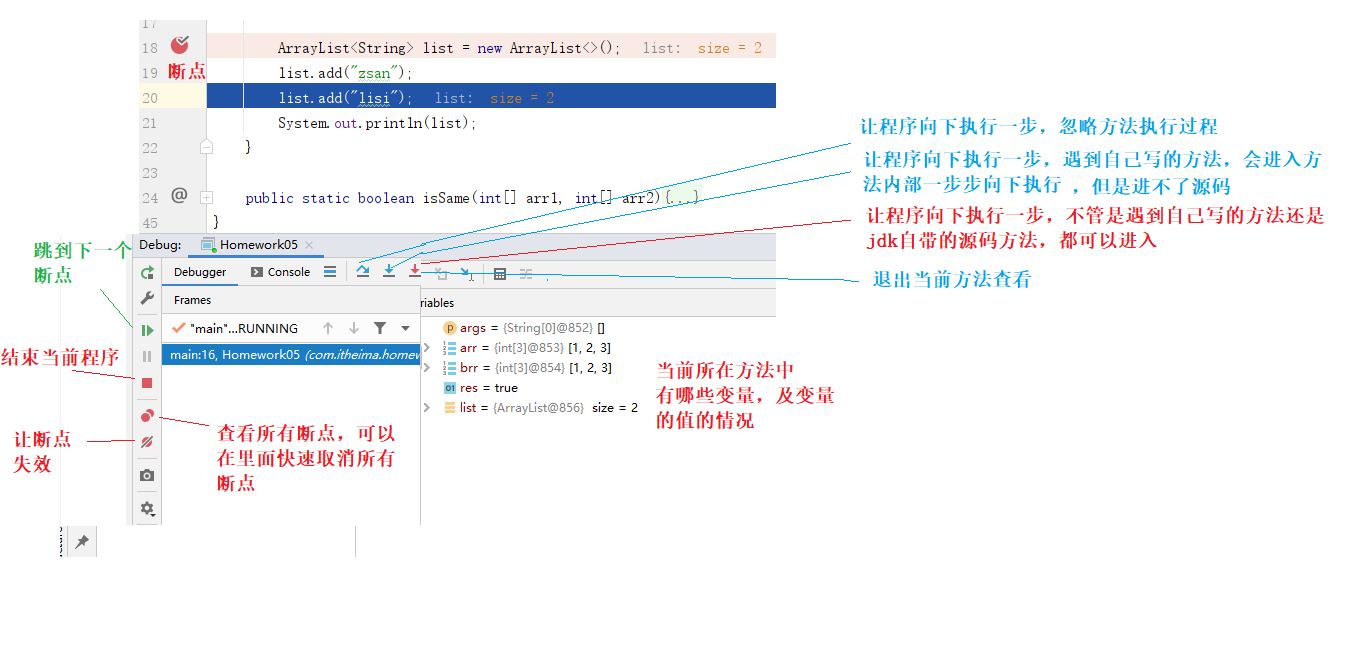 17
18 ArrayList<String> list = new ArrayList<>(); list: size = 2
断点
19 list.add("zsan");
20 list.add("lisi"); list: size = 2
21 System.out.println(list);
22 }
23
24 @ public static boolean isSame(int[] arr1, int[] arr2){...}
45 }
让程序向下执行一步，忽略方法执行过程
让程序向下执行一步，遇到自己写的方法，会进入方
法内部一步步向下执行 ，但是进不了源码
让程序向下执行一步，不管是遇到自己写的方法还是
jdk自带的源码方法，都可以进入
退出当前方法查看
跳到下一个
断点
结束当前程序
让断点
失效
Debug: Homework05
Debugger Console
Frames
riables
"main"...RUNNING
main:16, Homework05 (com.itheima.homew
args = {String[0]@852} []
arr = {int[3]@853} [1, 2, 3]
brr = {int[3]@854} [1, 2, 3]
res = true
list = {ArrayList@856} size = 2
当前所在方法中
有哪些变量，及变量
的值的情况
查看所有断点，可以
在里面快速取消所有
断点